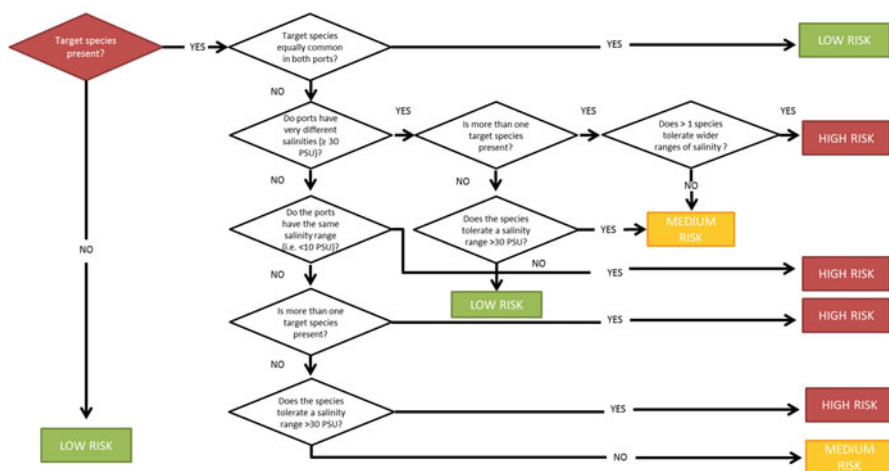 Target species
present?
YES
Target species
equally common
in both ports?
YES
LOW RISK
NO
Do ports have
very different
salinities (≥ 30
PSU)?
YES
Is more than one
target species
present?
YES
Does > 1 species
tolerate wider
ranges of salinity ?
YES
HIGH RISK
NO
NO
NO
Do the ports
have the same
salinity range
(i.e. <10 PSU)?
Does the species
tolerate a salinity
range >30 PSU?
YES
MEDIUM
RISK
NO
NO
NO
YES
HIGH RISK
LOW RISK
Is more than one
target species
present?
YES
HIGH RISK
NO
Does the species
tolerate a salinity
range >30 PSU?
YES
HIGH RISK
LOW RISK
NO
MEDIUM
RISK